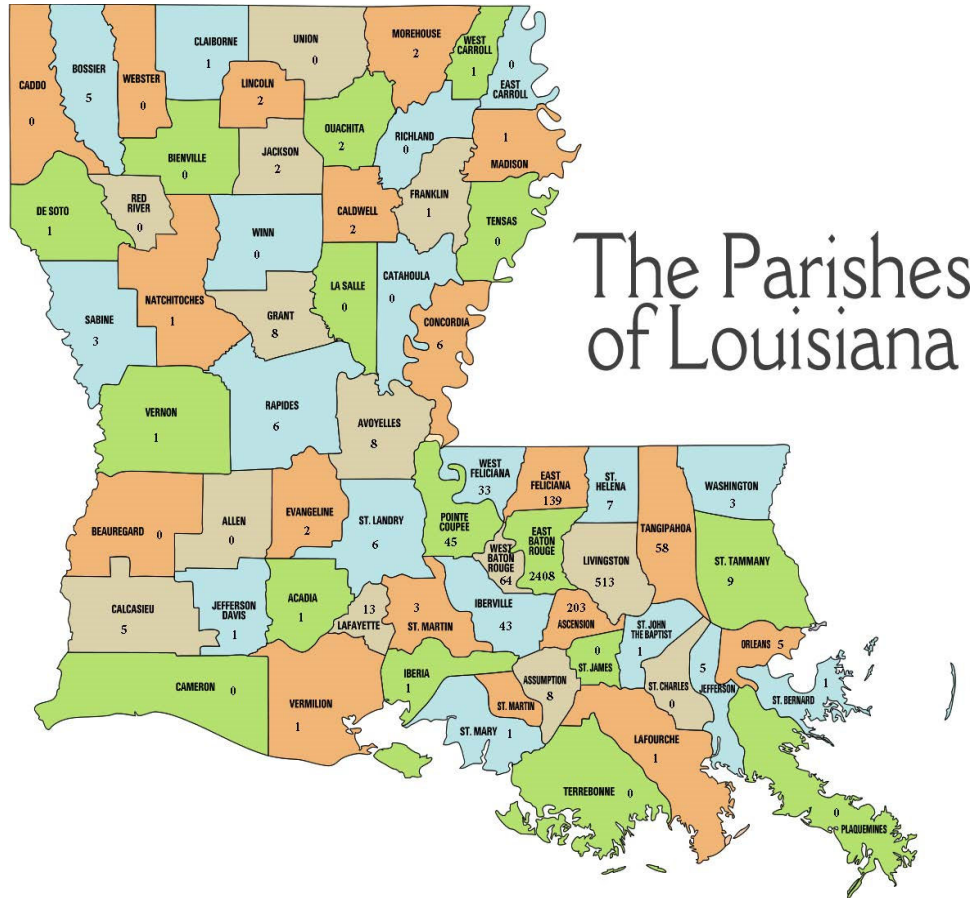 The Parishes
of Louisiana
CADDO
0
BOSSIER
5
WEBSTER
0
CLAIBORNE
1
UNION
0
LINCOLN
2
MOREHOUSE
2
WEST
CARROLL
1
0
EAST
CARROLL
BIENVILLE
0
JACKSON
2
OUACHITA
2
RICHLAND
0
1
MADISON
DE SOTO
1
RED
RIVER
0
WINN
0
CALDWELL
2
FRANKLIN
1
TENSAS
0
SABINE
3
NATCHITOCHES
1
GRANT
8
LA SALLE
0
CATAHOULA
0
CONCORDIA
6
VERNON
1
RAPIDES
6
AVOYELLES
8
BEAUREGARD 0
ALLEN
0
EVANGELINE
2
ST. LANDRY
6
POINTE
COUPEE
45
WEST
FELICIANA
33
EAST
FELICIANA
139
ST.
HELENA
7
TANGIPAHOA
58
WASHINGTON
3
WEST
BATON
ROUGE
64
EAST
BATON
ROUGE
2408
LIVINGSTON
513
ST. TAMMANY
9
CALCASIEU
5
JEFFERSON
DAVIS
1
ACADIA
1
13
LAFAYETTE
3
ST. MARTIN
IBERVILLE
43
203
ASCENSION
ST. JOHN
THE BAPTIST
1
0
ST. JAMES
ST. CHARLES
0
5
JEFFERSON
ORLEANS 5
1
ST. BERNARD
CAMERON 0
VERMILION
1
IBERIA
1
ST. MARY 1
ST. MARTIN
ASSUMPTION
8
LAFOURCHE
1
TERREBONNE 0
0
PLAQUEMINES